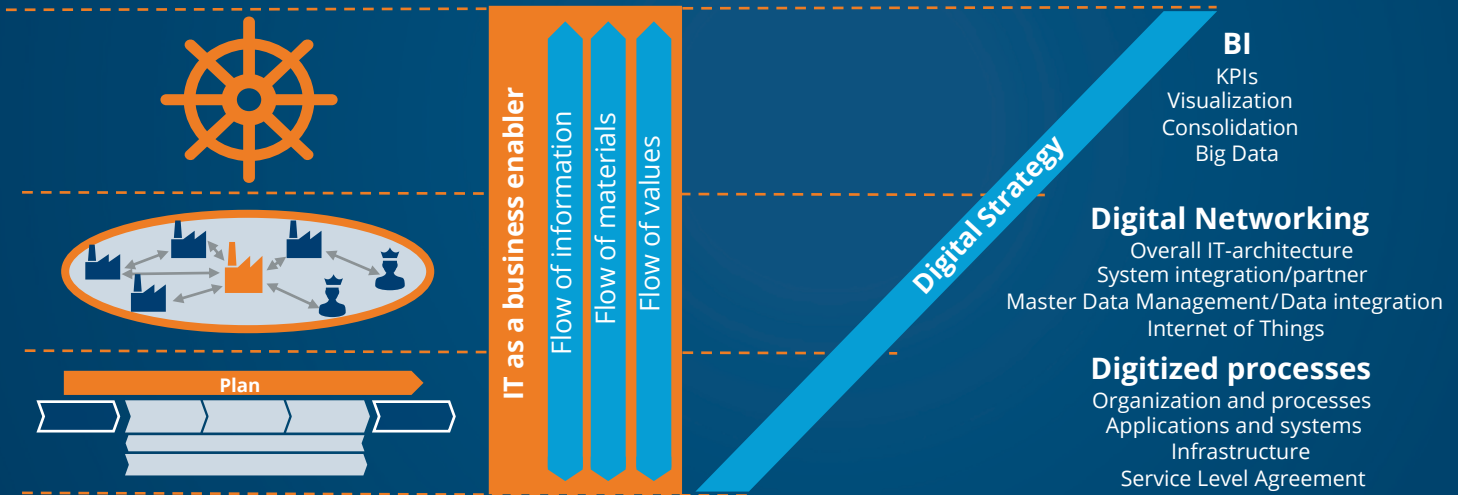 Plan
IT as a business enabler
Flow of information
Flow of materials
Flow of values
Digital Strategy
BI
KPIs
Visualization
Consolidation
Big Data
Digital Networking
Overall IT-architecture
System integration/partner
Master Data Management/Data integration
Internet of Things
Digitized processes
Organization and processes
Applications and systems
Infrastructure
Service Level Agreement